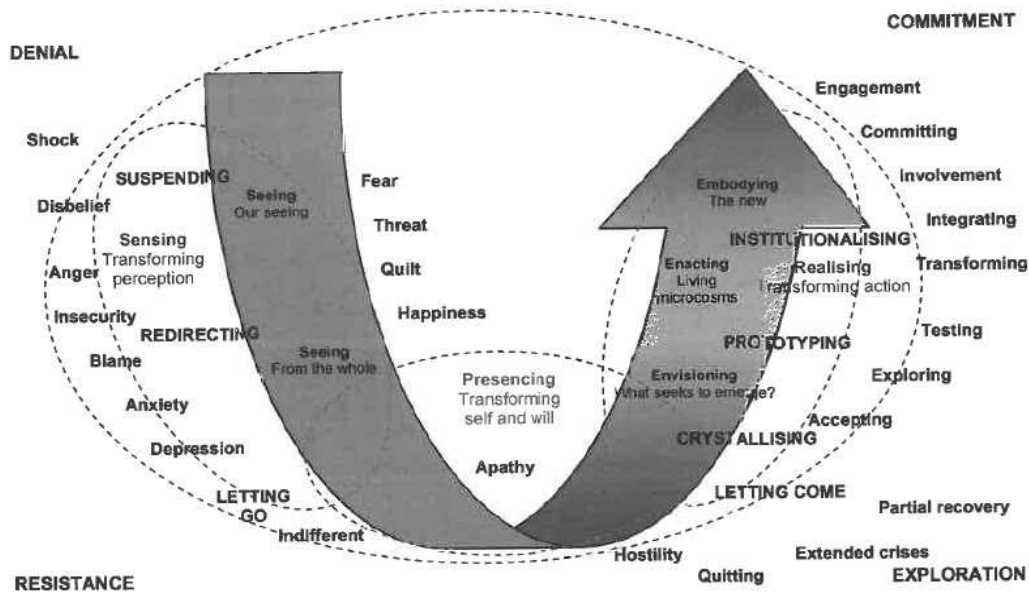 COMMITMENT
DENIAL
Engagement
Shock
Committing
SUSPENDING
Seeing
Our seeing
Fear
Embodying
The new
Involvement
Disbelief
Threat
Integrating
Sensing
Transforming
perception
INSTITUTIONALISING
Anger
Quilt
Enacting
Living
microcosms
Realising
Transforming action
Transforming
Insecurity
Happiness
REDIRECTING
Testing
Blame
Seeing
From the whole
PROTOTYPING
Presencing
Transforming
self and will
Envisioning
What seeks to emerge?
Exploring
Anxiety
Accepting
Depression
CRYSTALLISING
Apathy
LETTING
GO
LETTING COME
Indifferent
Partial recovery
Hostility
Extended crises
RESISTANCE
Quitting
EXPLORATION